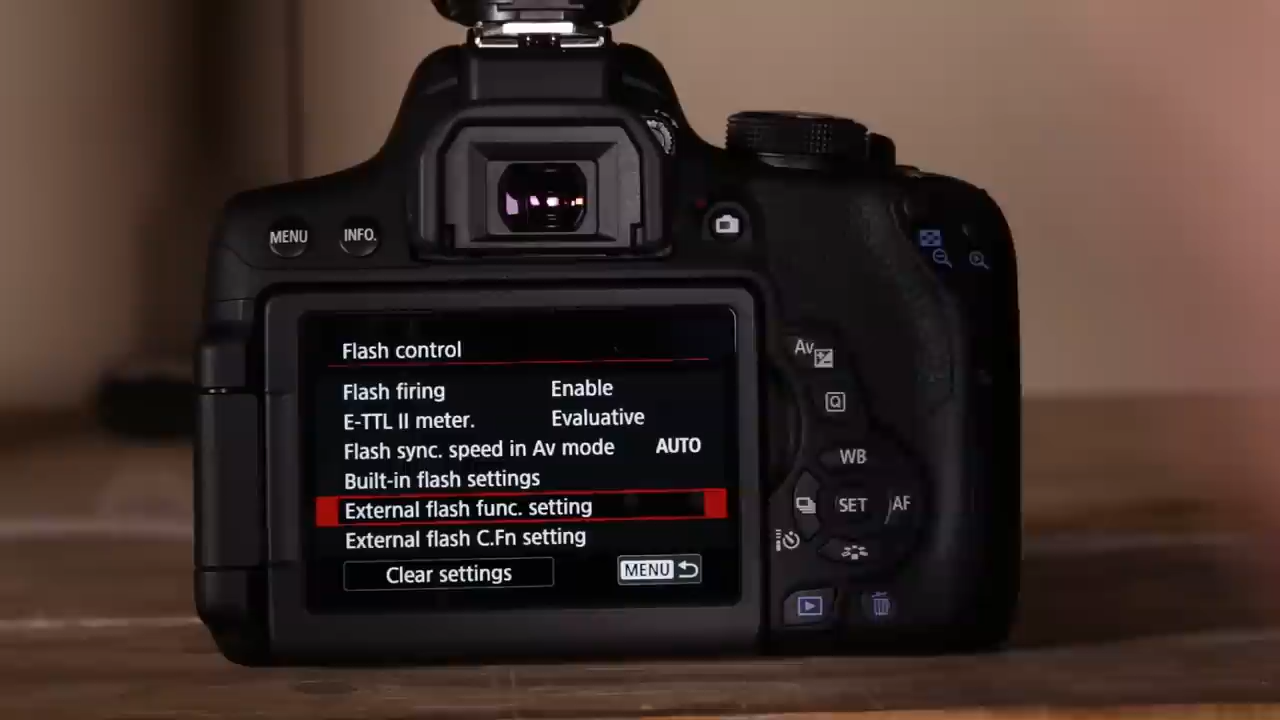 MENU
INFO.
Flash control
Flash firing Enable
E-TTL II meter. Evaluative
Flash sync. speed in Av mode AUTO
Built-in flash settings
External flash func. setting
External flash C.Fn setting
Clear settings MENU
Av
Q
WB
SET
AF